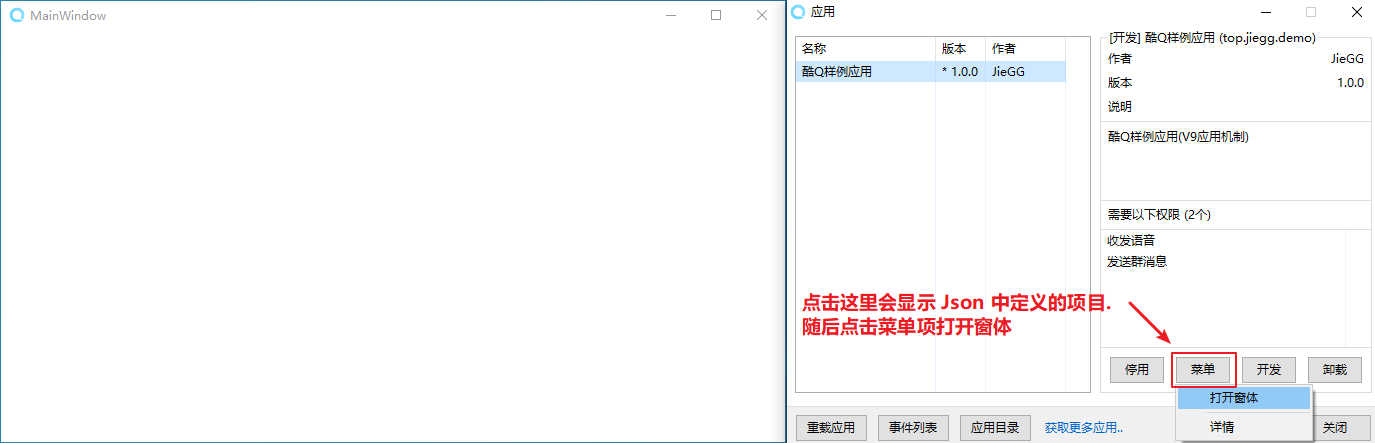 MainWindow
应用
名称 版本 作者
酷Q样例应用 * 1.0.0 JieGG
[开发] 酷Q样例应用 (top.jiegg.demo)
作者 JieGG
版本 1.0.0
说明
酷Q样例应用(V9应用机制)
需要以下权限 (2个)
收发语音
发送群消息
点击这里会显示 Json 中定义的项目.
随后点击菜单项打开窗体
停用 菜单 开发 卸载
打开窗体
详情
重载应用 事件列表 应用目录 获取更多应用.. 关闭